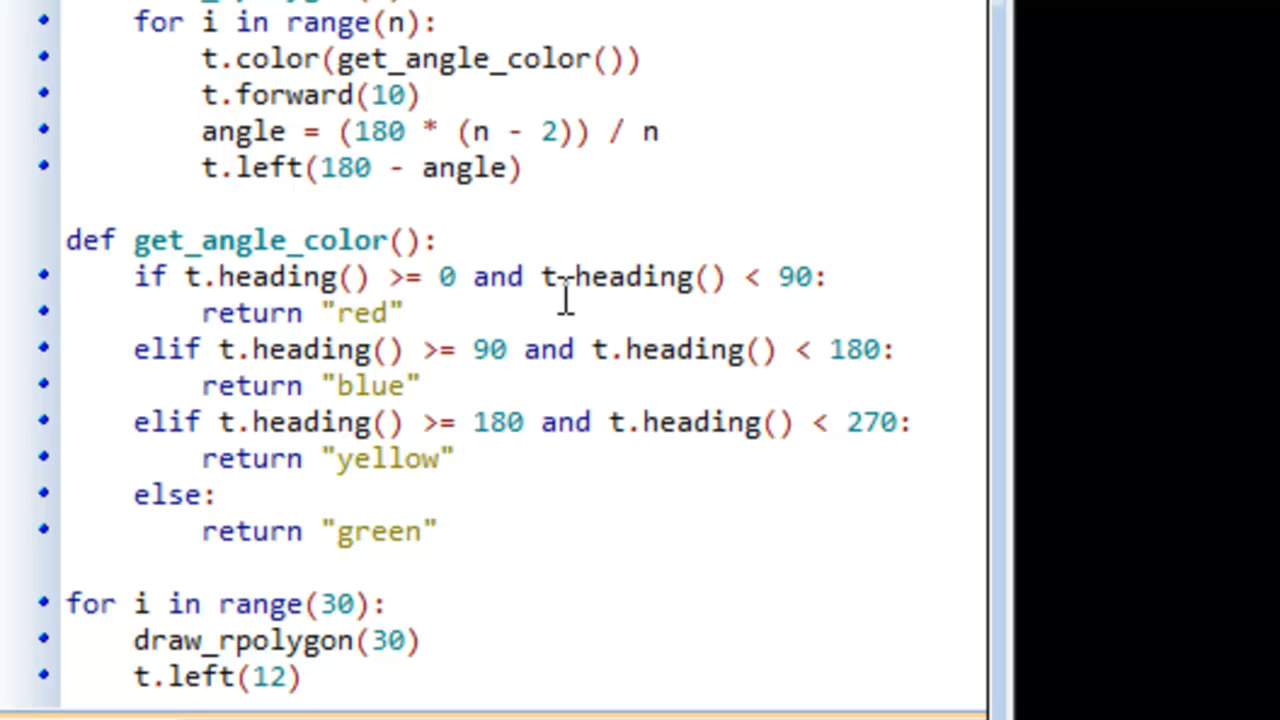 for i in range(n):
t.color(get_angle_color())
t.forward(10)
angle = (180 * (n - 2)) / n
t.left(180 - angle)
def get_angle_color():
if t.heading() >= 0 and t.heading() < 90:
return "red"
elif t.heading() >= 90 and t.heading() < 180:
return "blue"
elif t.heading() >= 180 and t.heading() < 270:
return "yellow"
else:
return "green"
for i in range(30):
draw_rpolygon(30)
t.left(12)